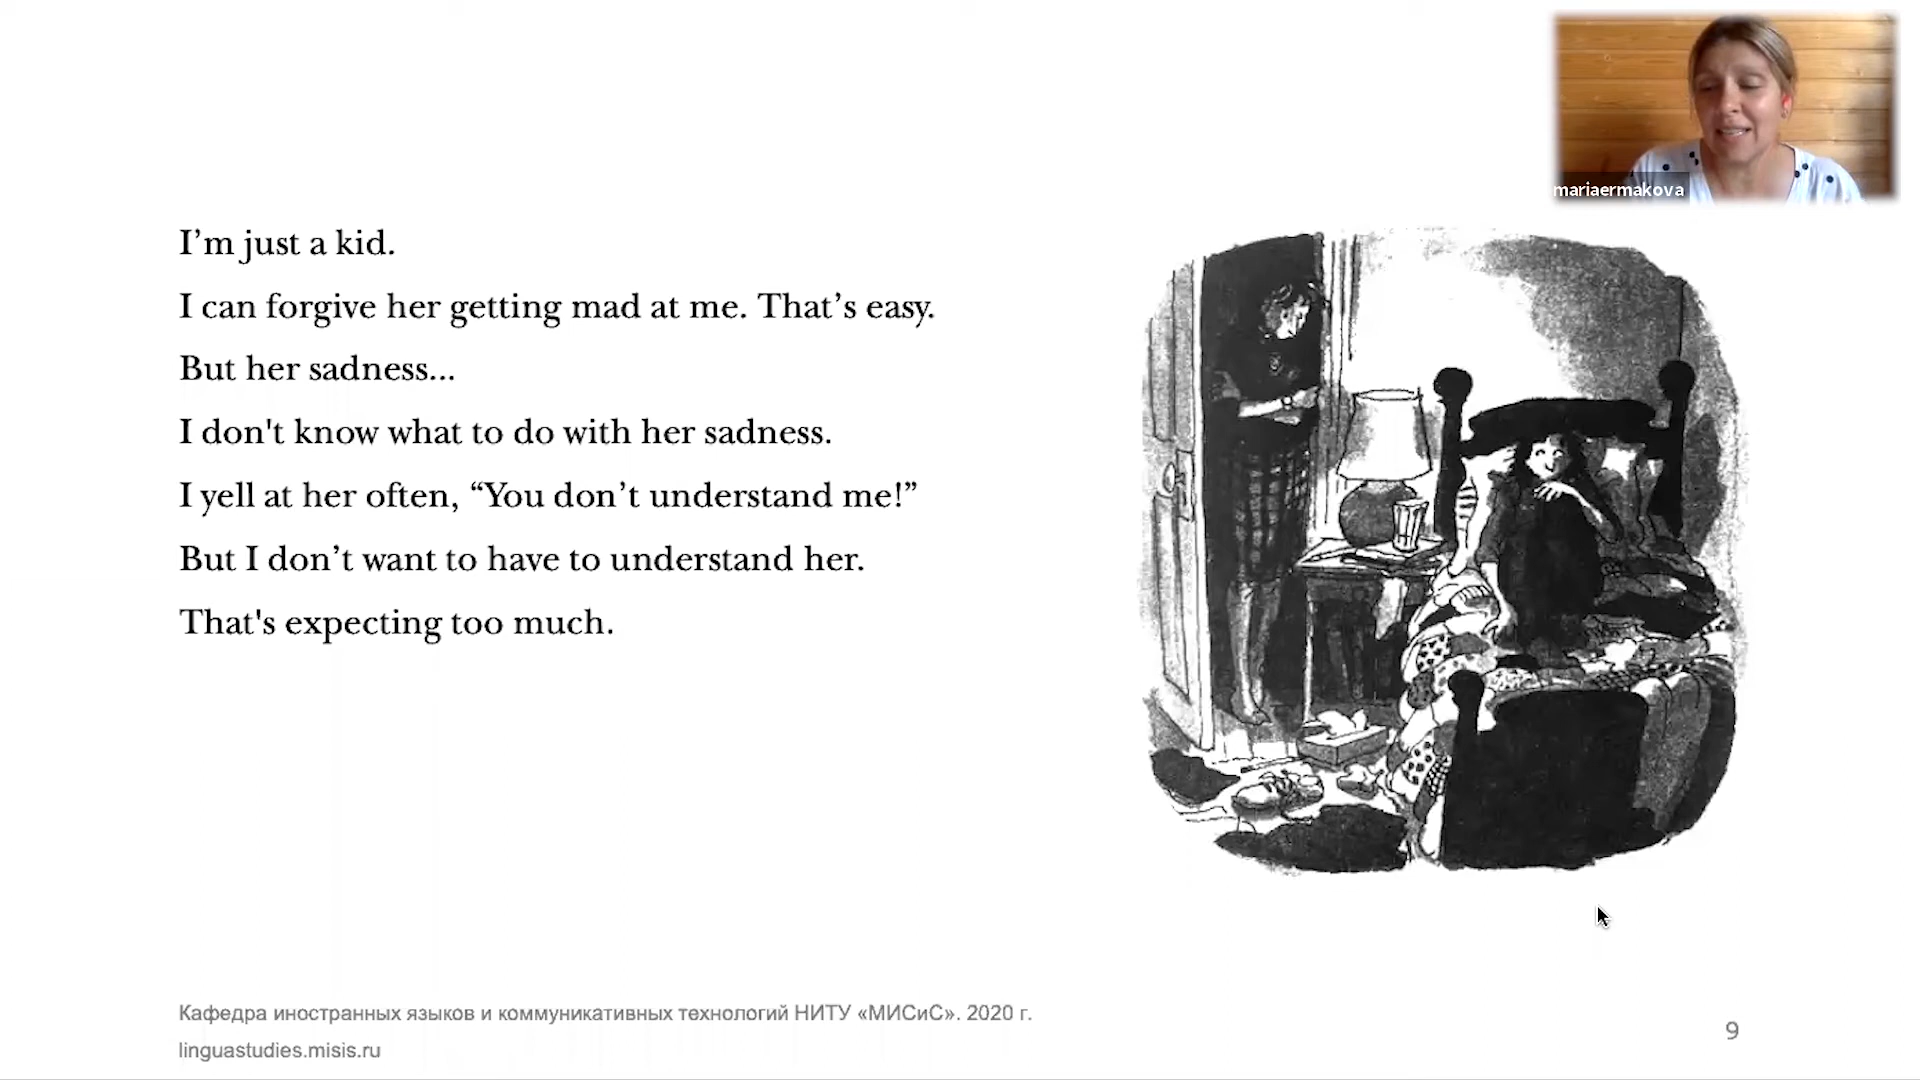 mariaermakova
I’m just a kid.
I can forgive her getting mad at me. That’s easy.
But her sadness...
I don't know what to do with her sadness.
I yell at her often, “You don’t understand me!”
But I don’t want to have to understand her.
That's expecting too much.
Кафедра иностранных языков и коммуникативных технологий НИТУ «МИСиС». 2020 г.
linguastudies.misis.ru
9